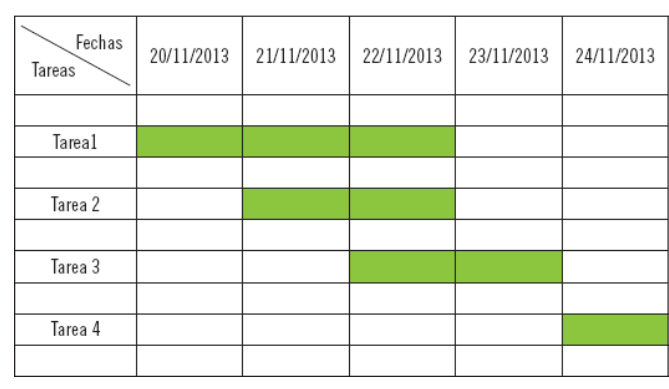 Fechas
Tareas
20/11/2013 21/11/2013 22/11/2013 23/11/2013 24/11/2013
Tarea1
Tarea 2
Tarea 3
Tarea 4